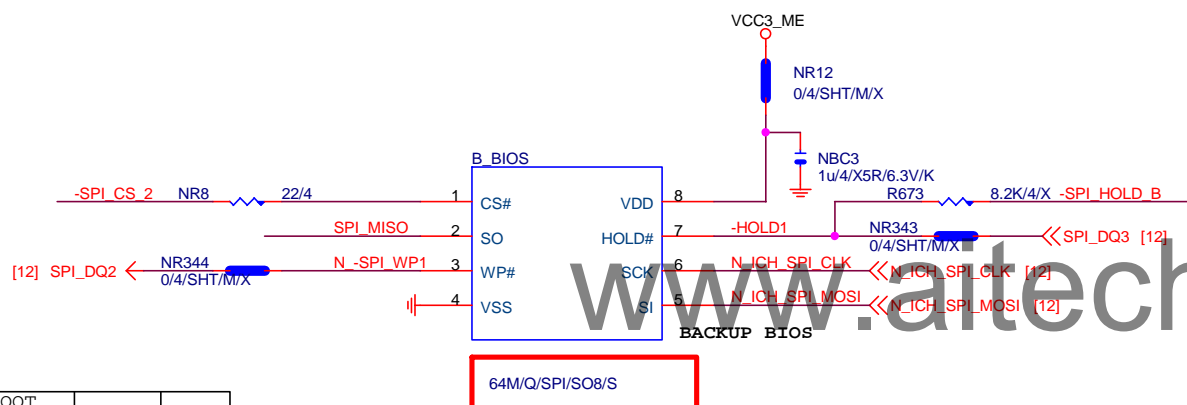 VCC3_ME
NR12
0/4/SHT/M/X
B_BIOS
NBC3
1u/4/X5R/6.3V/K
-SPI_CS_2 NR8 22/4 1 CS# VDD 8 R673 8.2K/4/X -SPI_HOLD_B
SPI_MISO 2 SO HOLD# 7 -HOLD1 NR343 SPI_DQ3 [12]
0/4/SHT/M/X
[12] SPI_DQ2 NR344 N_-SPI_WP1 3 WP# SCK 6 N_ICH_SPI_CLK N_ICH_SPI_CLK [12]
0/4/SHT/M/X
4 VSS SI 5 N_ICH_SPI_MOSI N_ICH_SPI_MOSI [12]
www.aitech
BACKUP BIOS
64M/Q/SPI/SO8/S